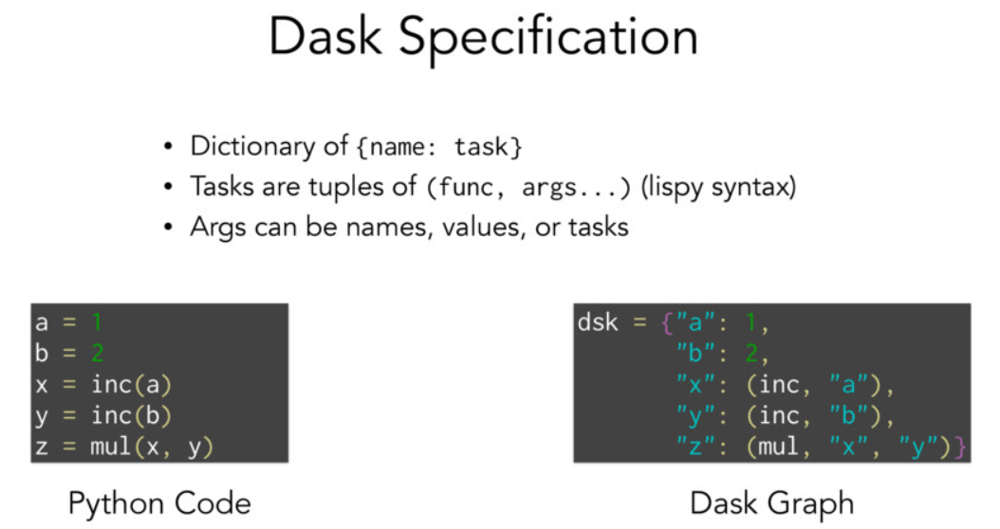 Dask Specification
• Dictionary of {name: task}
• Tasks are tuples of (func, args...) (lispy syntax)
• Args can be names, values, or tasks
a = 1
b = 2
x = inc(a)
y = inc(b)
z = mul(x, y)
Python Code
dsk = {"a": 1,
"b": 2,
"x": (inc, "a"),
"y": (inc, "b"),
"z": (mul, "x", "y")}
Dask Graph